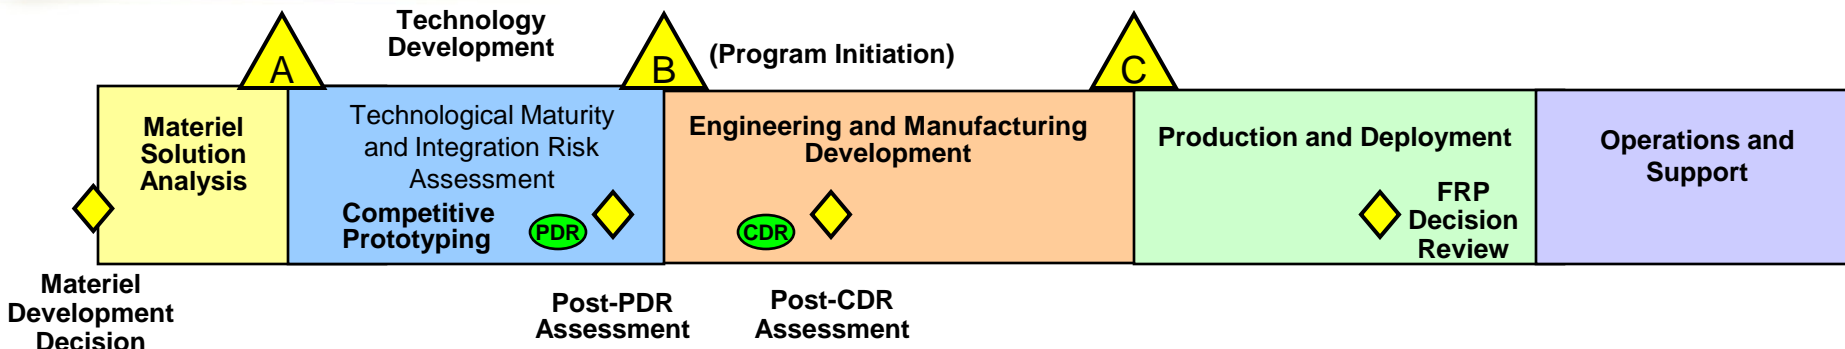 Technology
Development
A
B
(Program Initiation)
C
Materiel
Solution
Analysis
Technological Maturity
and Integration Risk
Assessment
Competitive
Prototyping
PDR
Engineering and Manufacturing
Development
CDR
Production and Deployment
FRP
Decision
Review
Operations and
Support
Materiel
Development
Decision
Post-PDR
Assessment
Post-CDR
Assessment